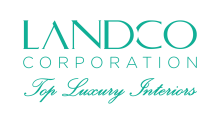 LANDCO
CORPORATION
Top Luxury Interiors